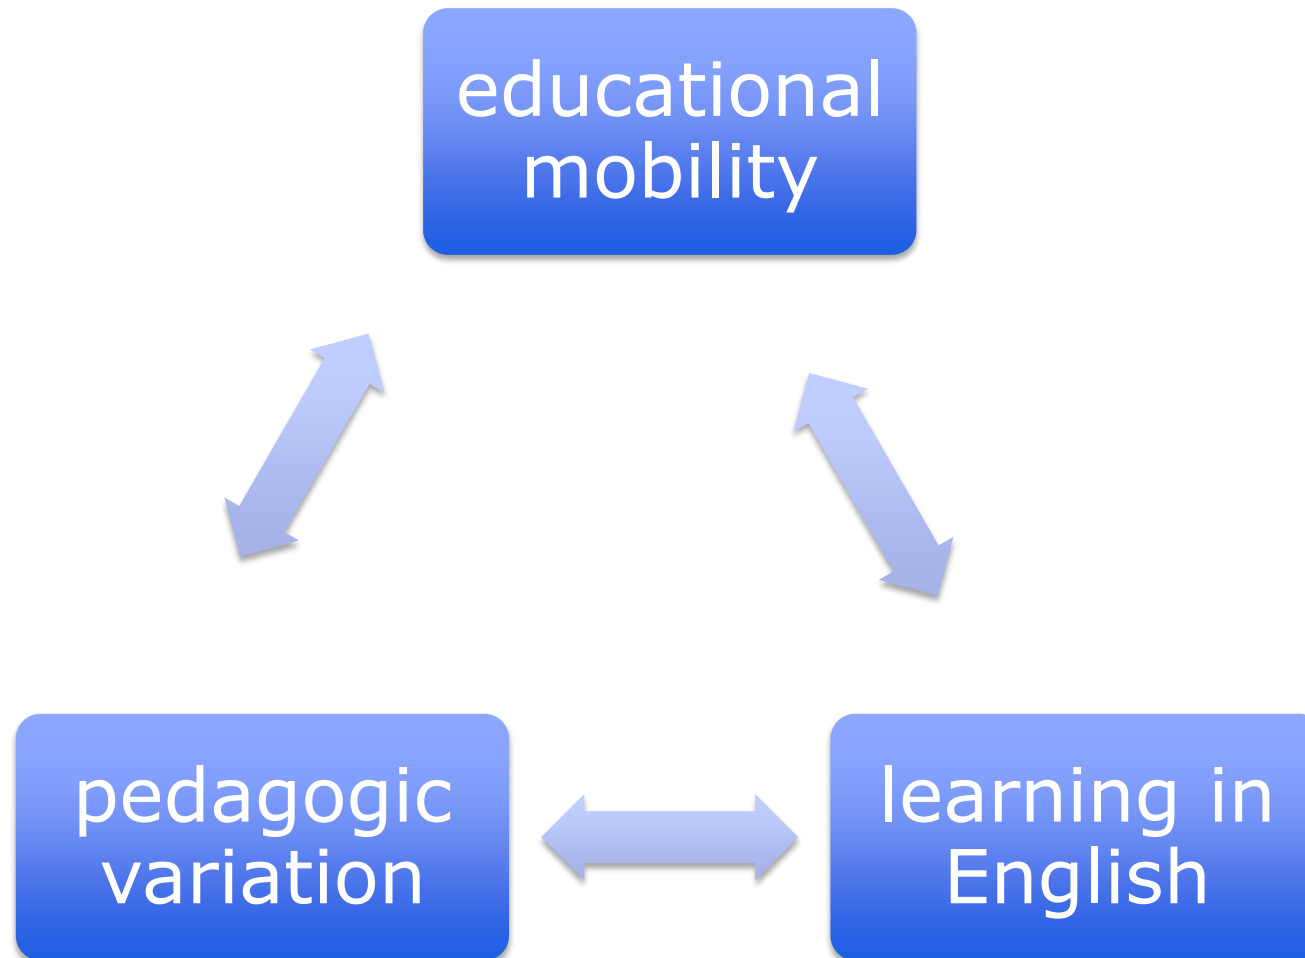 educational
mobility
pedagogic
variation
learning in
English